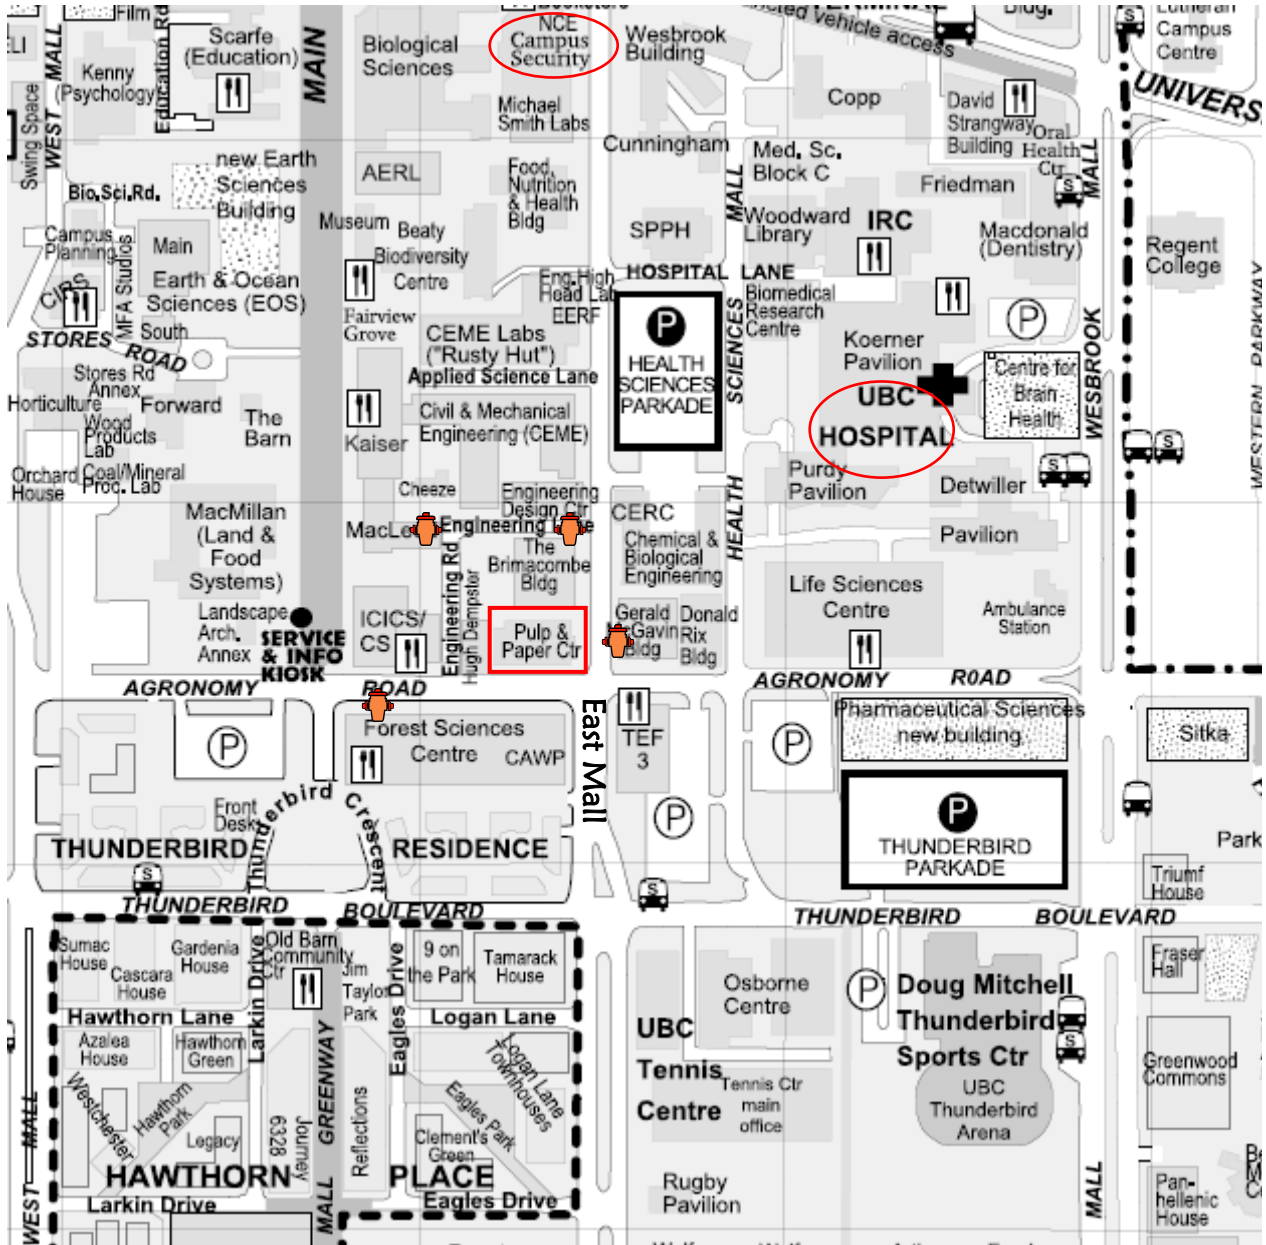 Film
Education Rd
MAIN
Bookstore
NCE
Campus
Security
Wesbrook
Building
TERMINAL
vehicle access
Bldg.
Lutheran
Campus
Centre
WEST MALL
Scarfe
(Education)
Biological
Sciences
Kenny
(Psychology)
Swing Space
Michael
Smith Labs
Copp
David
Strangway
Building
Oral
Health
Ctr
UNIVERS
Cunningham
Med. Sc.
Block C
MALL
MALL
new Earth
Sciences
Building
AERL
Food,
Nutrition
& Health
Bldg
Friedman
Bio.Sci.Rd.
Museum
Beaty
Biodiversity
Centre
SPPH
Woodward
Library
IRC
Macdonald
(Dentistry)
Regent
College
Campus
Planning
MFA Studios
Main
Earth & Ocean
Sciences (EOS)
South
CIRS
HOSPITAL LANE
Eng.High
Head Lab
EERF
Biomedical
Research
Centre
P
Fairview
Grove
CEME Labs
("Rusty Hut")
P
HEALTH
SCIENCES
PARKADE
SCIENCES
Koerner
Pavilion
WESBROOK
WESTERN PARKWAY
STORES
ROAD
Stores Rd
Annex
Applied Science Lane
Centre for
Brain
Health
UBC
HOSPITAL
Horticulture
Forward
The
Barn
Wood
Products
Lab
Kaiser
Civil & Mechanical
Engineering (CEME)
Orchard
House
Coal/Mineral
Proc. Lab
Cheeze
Engineering
Design Ctr
HEALTH
Purdy
Pavilion
Detwiller
Pavilion
MacMillan
(Land &
Food
Systems)
MacLe
Engineering
CERC
Chemical &
Biological
Engineering
The
Brimacombe
Bldg
Engineering Rd
Hugh Dempster
Life Sciences
Centre
Ambulance
Station
Landscape
Arch.
Annex
SERVICE
& INFO
KIOSK
ICICS/
CS
Pulp &
Paper Ctr
Gerald
McGavin
Bldg
Donald
Rix
Bldg
AGRONOMY ROAD
AGRONOMY ROAD
P
Forest Sciences
Centre
CAWP
East Mall
TEF
3
P
Pharmaceutical Sciences
new building
Sitka
Front
Desk
Thunderbird Crescent
P
P
THUNDERBIRD
PARKADE
Park
THUNDERBIRD RESIDENCE
Triumf
House
THUNDERBIRD BOULEVARD
THUNDERBIRD BOULEVARD
Sumac
House
Cascara
House
Gardenia
House
Larkin Drive
Old Barn
Community
Ctr
Jim
Taylor
Park
Eagles Drive
9 on
the Park
Tamarack
House
Osborne
Centre
P
Doug Mitchell
Thunderbird
Sports Ctr
Fraser
Hall
Hawthorn Lane
Logan Lane
UBC
Tennis
Centre
Azalea
House
Hawthorn
Green
Logan Lane
Townhouses
Tennis Ctr
main
office
UBC
Thunderbird
Arena
Greenwood
Commons
WEST MALL
Westchester
Hawthorn
Park
Legacy
6328
Journey
MALL GREENWAY
Reflections
Eagles Park
Clement's
Green
HAWTHORN PLACE
Larkin Drive
Eagles Drive
Rugby
Pavilion
MALL
Pan-
hellenic
House